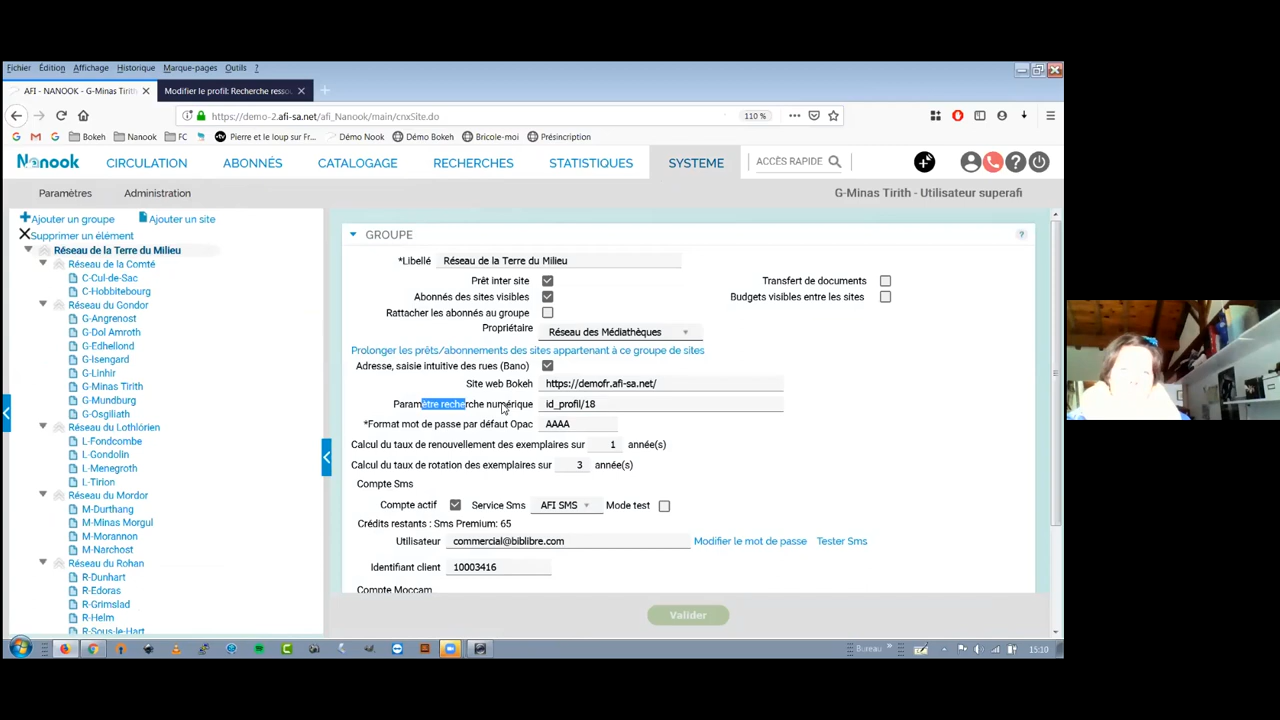 Fichier Édition Affichage Historique Marque-pages Outils ?
AFI - NANOOK - G-Minas Tirith Modifier le profil: Recherche resso
https://demo-2.afi-sa.net/afi_Nanook/main/cnxSite.do 110 %
Bokeh Nanook FC Pierre et le loup sur Fr... Démo Nook Démo Bokeh Bricole-moi Présincription
Nanook CIRCULATION ABONNÉS CATALOGAGE RECHERCHES STATISTIQUES SYSTEME ACCÈS RAPIDE
Paramètres Administration G-Minas Tirith - Utilisateur superafi
Ajouter un groupe Ajouter un site
Supprimer un élément
Réseau de la Terre du Milieu
Réseau de la Comté
C-Cul-de-Sac
C-Hobbitebourg
Réseau du Gondor
G-Angrenost
G-Dol Amroth
G-Edhellond
G-Isengard
G-Linhir
G-Minas Tirith
G-Mundburg
G-Osgiliath
Réseau du Lothlórien
L-Fondcombe
L-Gondolin
L-Menegroth
L-Tirion
Réseau du Mordor
M-Durthang
M-Minas Morgul
M-Morannon
M-Narchost
Réseau du Rohan
R-Dunhart
R-Edoras
R-Grimslad
R-Helm
R-Sous-le-Hart
GROUPE ?
*Libellé Réseau de la Terre du Milieu
Prêt inter site Transfert de documents
Abonnés des sites visibles Budgets visibles entre les sites
Rattacher les abonnés au groupe
Propriétaire Réseau des Médiathèques
Prolonger les prêts/abonnements des sites appartenant à ce groupe de sites
Adresse, saisie intuitive des rues (Bano)
Site web Bokeh https://demofr.afi-sa.net/
Paramètre recherche numérique id_profil/18
*Format mot de passe par défaut Opac AAAA
Calcul du taux de renouvellement des exemplaires sur 1 année(s)
Calcul du taux de rotation des exemplaires sur 3 année(s)
Compte Sms
Compte actif Service Sms AFI SMS Mode test
Crédits restants : Sms Premium: 65
Utilisateur commercial@biblibre.com Modifier le mot de passe Tester Sms
Identifiant client 10003416
Compte Moccam
Valider
Bureau » 15:10